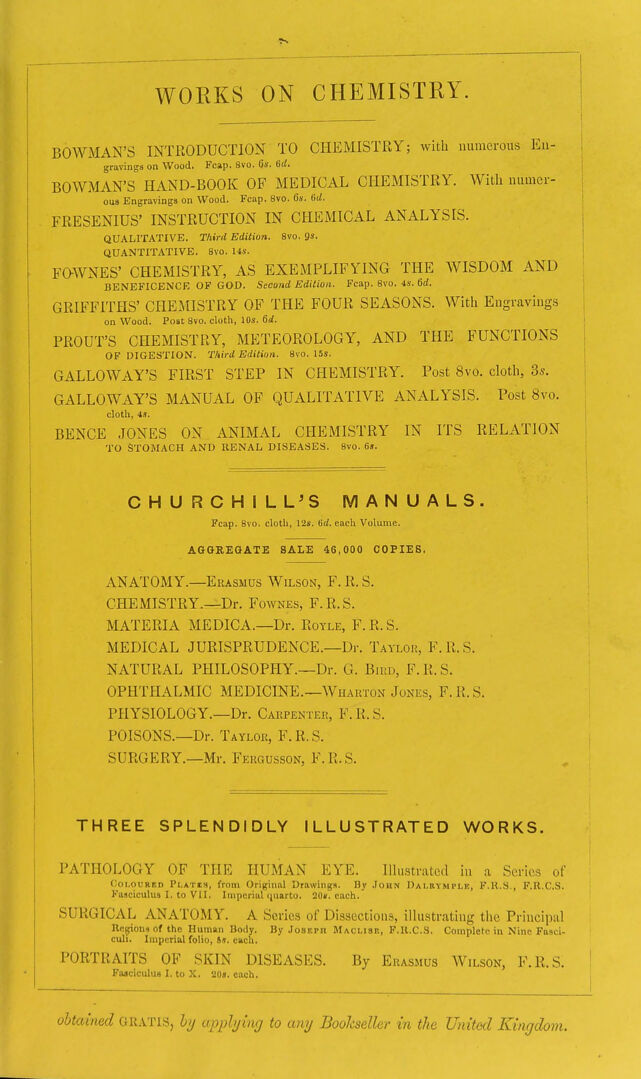 WORKS ON CHEMISTRY.
BOWMAN'S INTRODUCTION TO CHEMISTRY; with numerous En-
gravings on Wood. Fcap. 8vo. 6s. 6d.
BOWMAN'S HAND-BOOK OF MEDICAL CHEMISTRY. With numer-
ous Engravings on Wood. Fcap. 8vo. 6s. 6d.
FRESENIUS' INSTRUCTION IN CHEMICAL ANALYSIS.
QUALITATIVE. Third Edition. 8vo. 9s.
QUANTITATIVE. 8vo. 14s.
FOWNES' CHEMISTRY, AS EXEMPLIFYING THE WISDOM AND
BENEFICENCE OF GOD. Second Edition. Fcap. 8vo. 4s. 6d.
GRIFFITHS' CHEMISTRY OF THE FOUR SEASONS. With Engravings
on Wood. Post 8vo. cloth, 10s. 6d.
PROUT'S CHEMISTRY, METEOROLOGY, AND THE FUNCTIONS
OF DIGESTION. Third Edition. 8vo. 15s.
GALLOWAY'S FIRST STEP IN CHEMISTRY. Post 8vo. cloth, 3s.
GALLOWAY'S MANUAL OF QUALITATIVE ANALYSIS. Post 8vo.
cloth, 4s.
BENCE JONES ON ANIMAL CHEMISTRY IN ITS RELATION
TO STOMACH AND RENAL DISEASES. 8vo. 6s.
CHURCHILL'S MANUALS.
Fcap. 8vo. cloth, 12s. 6d. each Volume.
AGGREGATE SALE 46,000 COPIES.
ANATOMY.—Erasmus Wilson, F.R.S.
CHEMISTRY.—Dr. Fownes, F.R.S.
MATERIA MEDICA.—Dr. Royle, F.R.S.
MEDICAL JURISPRUDENCE.—Dr. Taylor, F.R.S.
NATURAL PHILOSOPHY.—Dr. G. Bird, F.R.S.
OPHTHALMIC MEDICINE.—Wharton Jones, F.R.S.
PHYSIOLOGY.—Dr. Carpenter, F.R.S.
POISONS.—Dr. Taylor, F.R.S.
SURGERY.—Mr. Fergusson, F.R.S.
THREE SPLENDIDLY ILLUSTRATED WORKS.
PATHOLOGY OF THE HUMAN EYE. Illustrated in a Series of
Coloured Plates, from Original Drawings. By John Dalrymple, F.R.S., F.R.C.S.
Fasciculus I. to VII. Imperial quarto. 20s. each.
SURGICAL ANATOMY. A Series of Dissections, illustrating the Principal
Regions of the Human Body. By Joseph Maclise, F.R.C.S. Complete in Nine Fasci-
culi. Imperial folio, 5s. each.
PORTRAITS OF SKIN DISEASES. By Erasmus Wilson, F.R.S.
Fasciculus I. to X. 20s. each.
obtained GRATIS, by applying to any Bookseller in the United Kingdom.